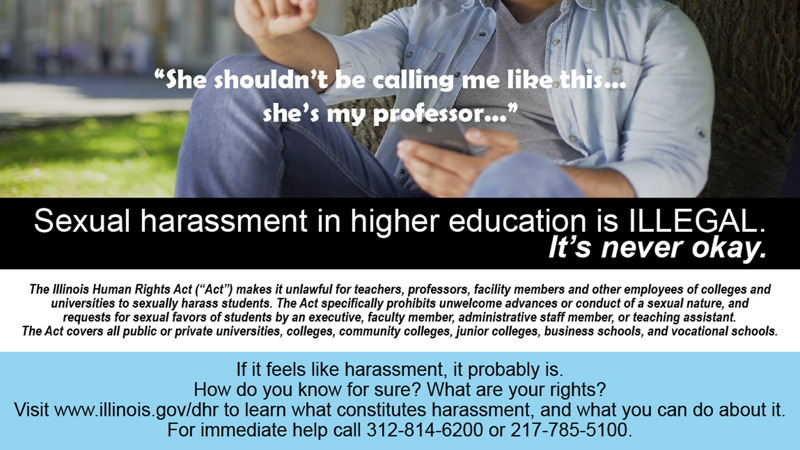 “She shouldn’t be calling me like this...
she’s my professor...”
Sexual harassment in higher education is ILLEGAL.
It’s never okay.
The Illinois Human Rights Act (“Act”) makes it unlawful for teachers, professors, facility members and other employees of colleges and
universities to sexually harass students. The Act specifically prohibits unwelcome advances or conduct of a sexual nature, and
requests for sexual favors of students by an executive, faculty member, administrative staff member, or teaching assistant.
The Act covers all public or private universities, colleges, community colleges, junior colleges, business schools, and vocational schools.
If it feels like harassment, it probably is.
How do you know for sure? What are your rights?
Visit www.illinois.gov/dhr to learn what constitutes harassment, and what you can do about it.
For immediate help call 312-814-6200 or 217-785-5100.